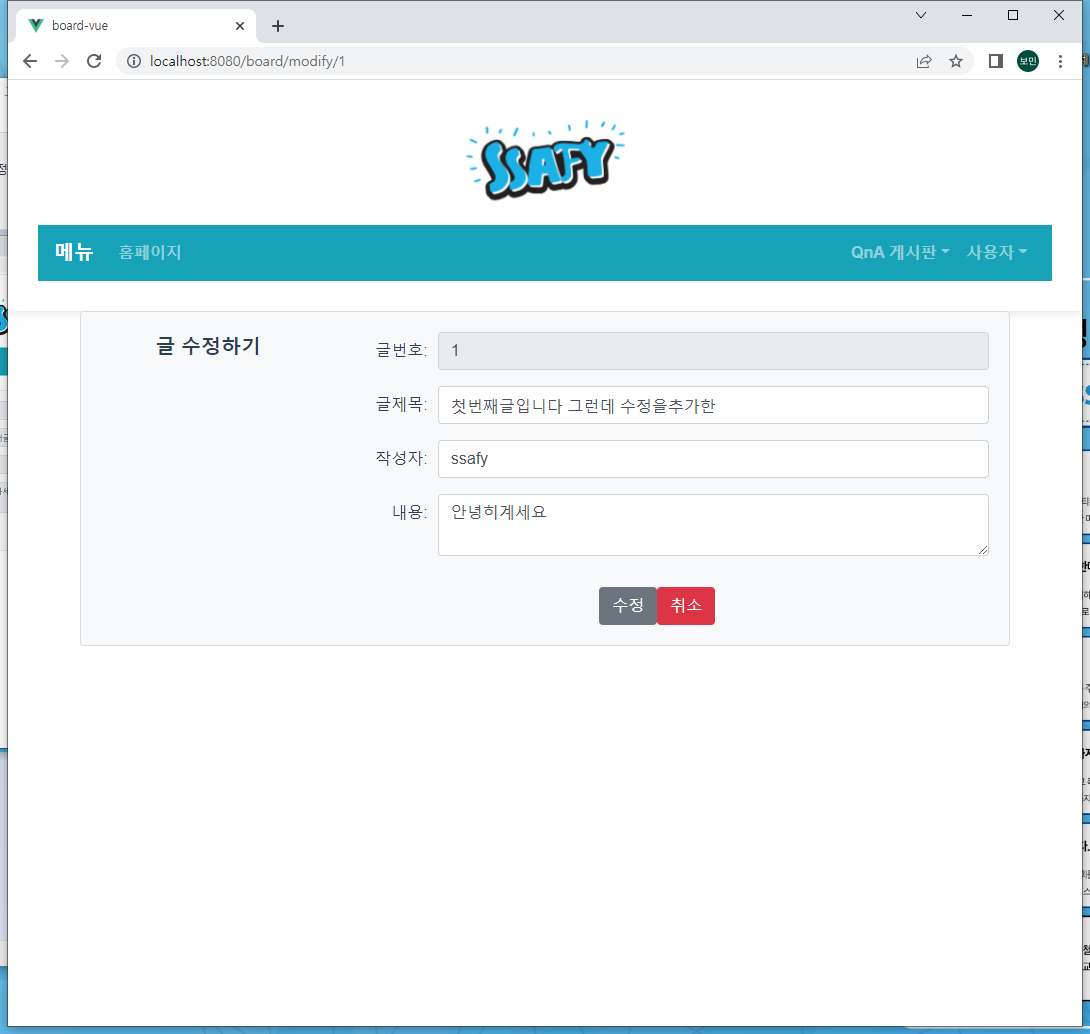 board-vue
localhost:8080/board/modify/1
보민
SSAFY
메뉴 홈페이지 QnA 게시판 사용자
글 수정하기
글번호: 1
글제목: 첫번째글입니다 그런데 수정을추가한
작성자: ssafy
내용: 안녕히계세요
수정 취소